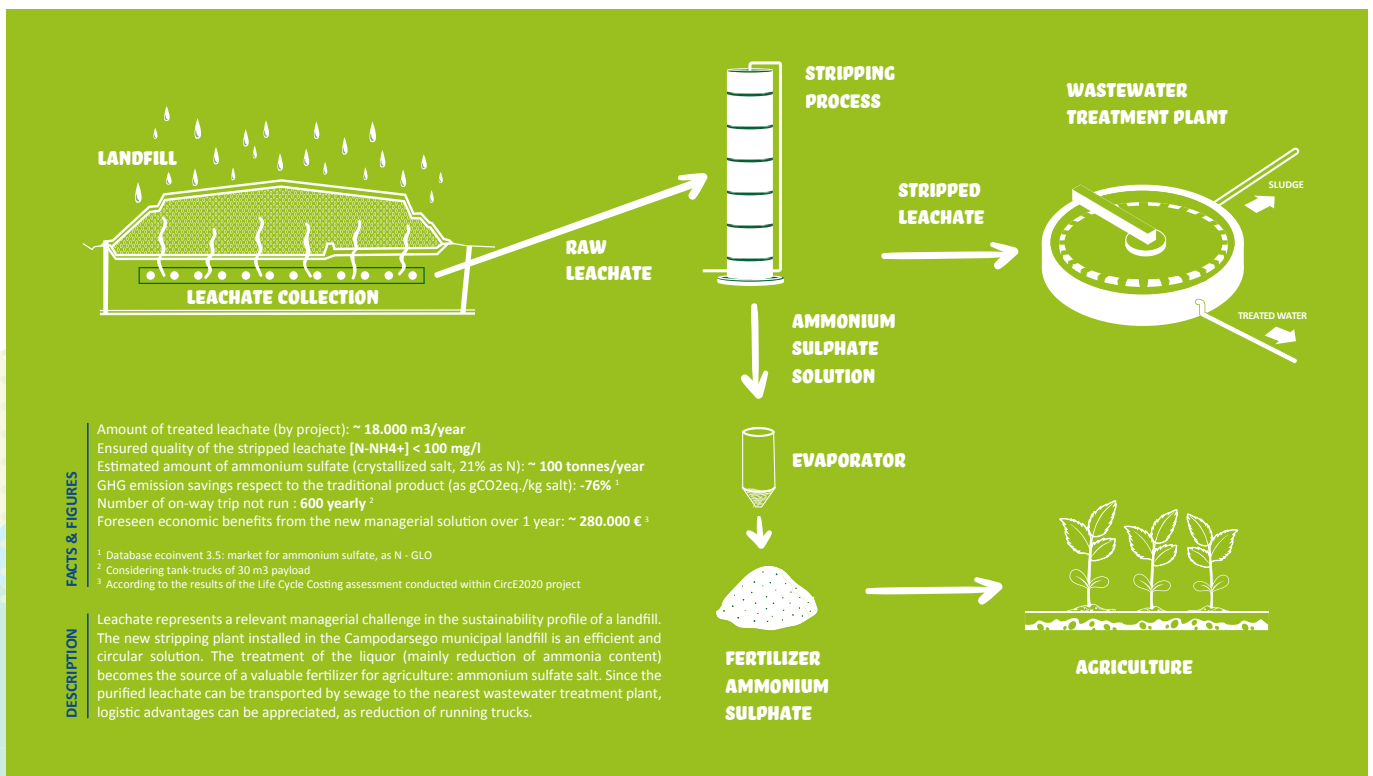 LANDFILL
LEACHATE COLLECTION
RAW
LEACHATE
STRIPPING
PROCESS
STRIPPED
LEACHATE
WASTEWATER
TREATMENT PLANT
SLUDGE
TREATED WATER
AMMONIUM
SULPHATE
SOLUTION
EVAPORATOR
FERTILIZER
AMMONIUM
SULPHATE
AGRICULTURE
FACTS & FIGURES
Amount of treated leachate (by project): ~ 18.000 m3/year
Ensured quality of the stripped leachate [N-NH4+] < 100 mg/l
Estimated amount of ammonium sulfate (crystallized salt, 21% as N): ~ 100 tonnes/year
GHG emission savings respect to the traditional product (as gCO2eq./kg salt): -76% ¹
Number of on-way trip not run : 600 yearly ²
Foreseen economic benefits from the new managerial solution over 1 year: ~ 280.000 € ³
¹ Database ecoinvent 3.5: market for ammonium sulfate, as N - GLO
² Considering tank-trucks of 30 m3 payload
³ According to the results of the Life Cycle Costing assessment conducted within CircE2020 project
DESCRIPTION
Leachate represents a relevant managerial challenge in the sustainability profile of a landfill.
The new stripping plant installed in the Campodarsego municipal landfill is an efficient and
circular solution. The treatment of the liquor (mainly reduction of ammonia content)
becomes the source of a valuable fertilizer for agriculture: ammonium sulfate salt. Since the
purified leachate can be transported by sewage to the nearest wastewater treatment plant,
logistic advantages can be appreciated, as reduction of running trucks.